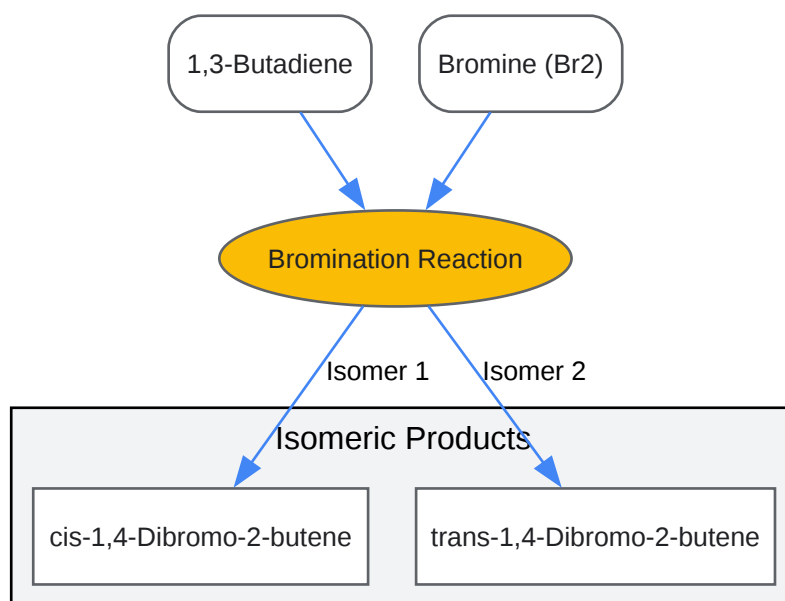 1,3-Butadiene
Bromine (Br2)
Bromination Reaction
Isomer 1
Isomer 2
Isomeric Products
cis-1,4-Dibromo-2-butene
trans-1,4-Dibromo-2-butene